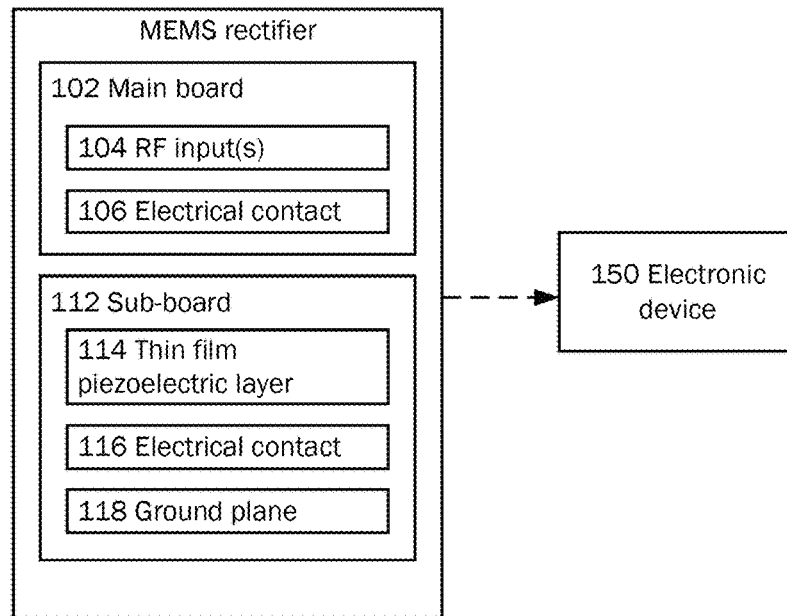 MEMS rectifier
102 Main board
104 RF input(s)
106 Electrical contact
112 Sub-board
114 Thin film
piezoelectric layer
116 Electrical contact
118 Ground plane
150 Electronic
device